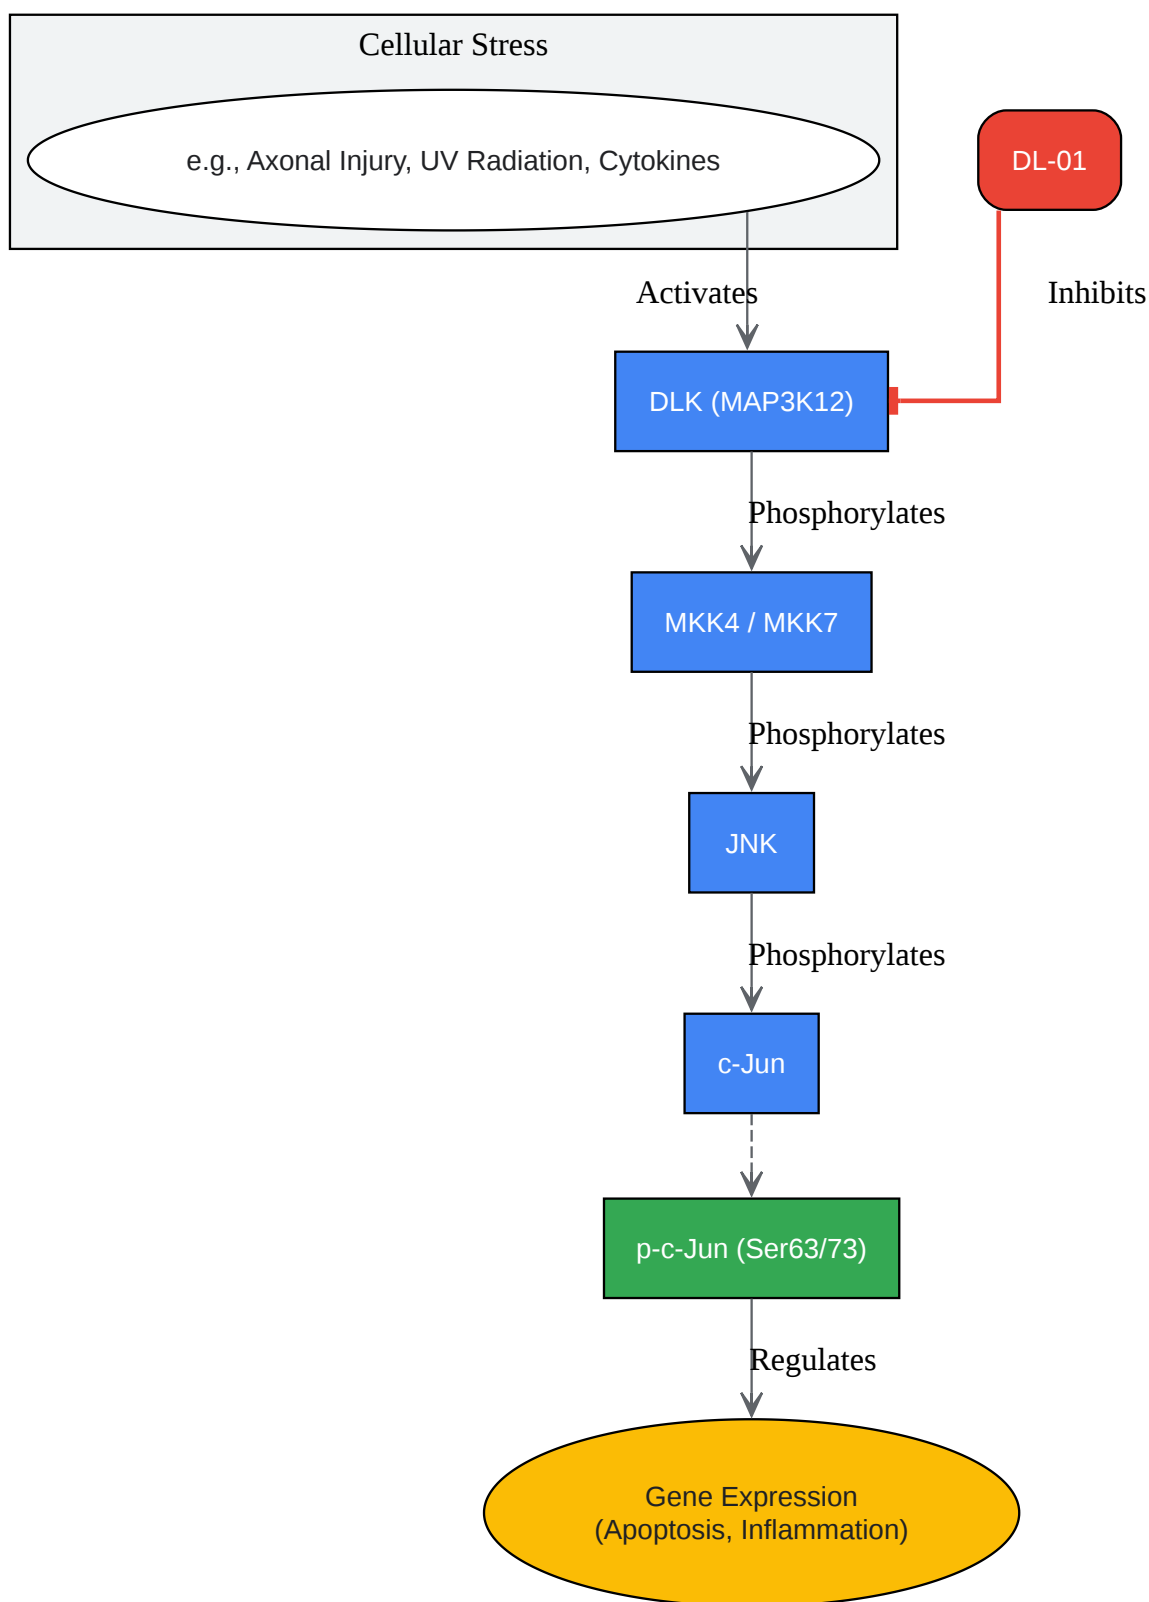 Cellular Stress
e.g., Axonal Injury, UV Radiation, Cytokines
DL-01
Activates
Inhibits
DLK (MAP3K12)
Phosphorylates
MKK4 / MKK7
Phosphorylates
JNK
Phosphorylates
c-Jun
p-c-Jun (Ser63/73)
Regulates
Gene Expression
(Apoptosis, Inflammation)